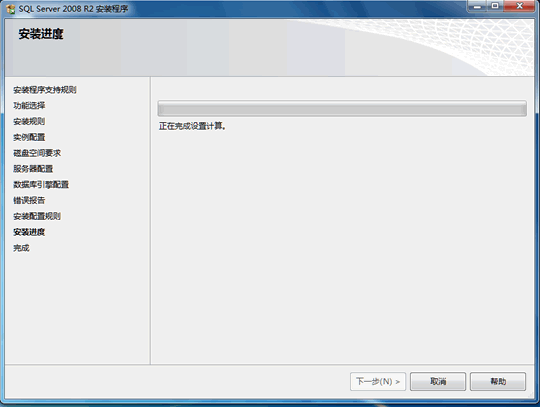 SQL Server 2008 R2 安装程序
安装进度
安装程序支持规则
功能选择
安装规则
实例配置
磁盘空间要求
服务器配置
数据库引擎配置
错误报告
安装配置规则
安装进度
完成
正在完成设置计算。
下一步(N) >
取消
帮助